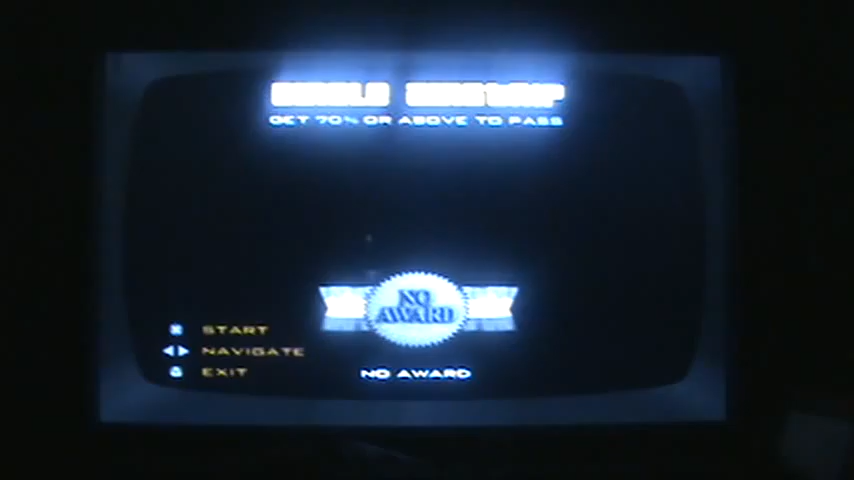 GET 70% OR ABOVE TO PASS
NO
AWARD
START
NAVIGATE
EXIT
NO AWARD